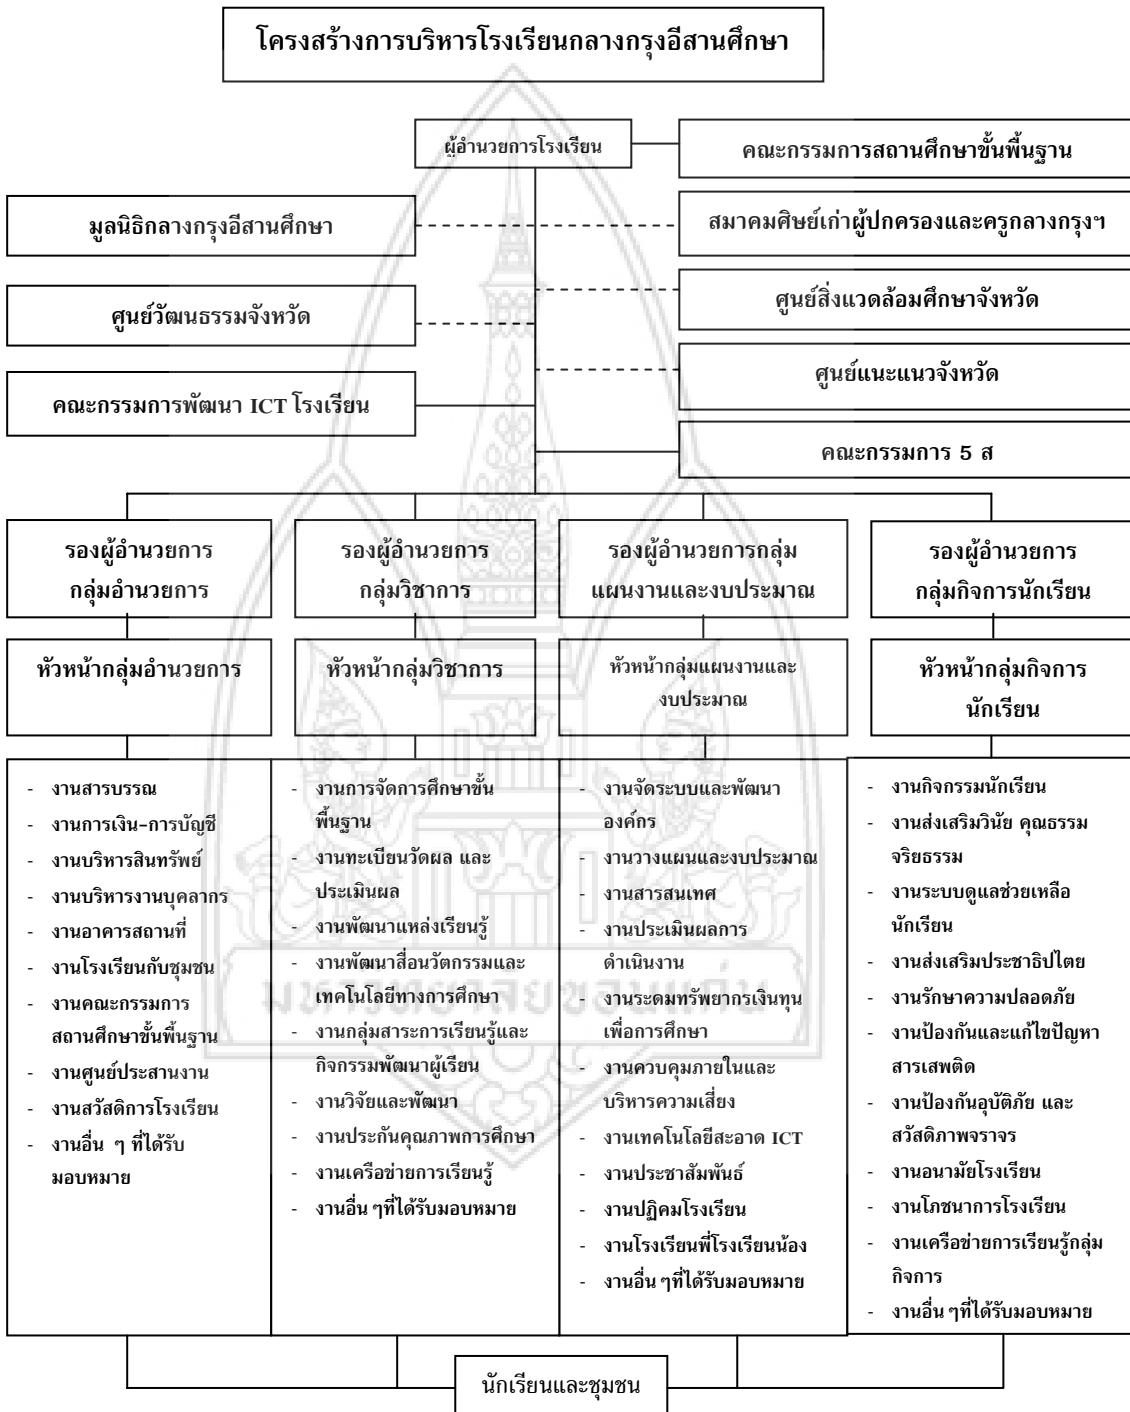 โครงสร้างการบริหารโรงเรียนกลางกรุงอีสานศึกษา
ผู้อำนวยการโรงเรียน
คณะกรรมการสถานศึกษาขั้นพื้นฐาน
มูลนิธิกลางกรุงอีสานศึกษา
สมาคมศิษย์เก่าผู้ปกครองและครูกลางกรุงฯ
ศูนย์วัฒนธรรมจังหวัด
ศูนย์สิ่งแวดล้อมศึกษาจังหวัด
ศูนย์แนะแนวจังหวัด
คณะกรรมการพัฒนา ICT โรงเรียน
คณะกรรมการ 5 ส
รองผู้อำนวยการ
กลุ่มอำนวยการ
รองผู้อำนวยการ
กลุ่มวิชาการ
รองผู้อำนวยการกลุ่ม
แผนงานและงบประมาณ
รองผู้อำนวยการ
กลุ่มกิจการนักเรียน
หัวหน้ากลุ่มอำนวยการ
หัวหน้ากลุ่มวิชาการ
หัวหน้ากลุ่มแผนงานและ
งบประมาณ
หัวหน้ากลุ่มกิจการ
นักเรียน
- งานสารบรรณ
- งานการเงิน-การบัญชี
- งานบริหารสินทรัพย์
- งานบริหารงานบุคลากร
- งานอาคารสถานที่
- งานโรงเรียนกับชุมชน
- งานคณะกรรมการ
สถานศึกษาขั้นพื้นฐาน
- งานศูนย์ประสานงาน
- งานสวัสดิการโรงเรียน
- งานอื่น ๆ ที่ได้รับ
มอบหมาย
- งานการจัดการศึกษาขั้น
พื้นฐาน
- งานทะเบียนวัดผล และ
ประเมินผล
- งานพัฒนาแหล่งเรียนรู้
- งานพัฒนาสื่อนวัตกรรมและ
เทคโนโลยีทางการศึกษา
- งานกลุ่มสาระการเรียนรู้และ
กิจกรรมพัฒนาผู้เรียน
- งานวิจัยและพัฒนา
- งานประกันคุณภาพการศึกษา
- งานเครือข่ายการเรียนรู้
- งานอื่น ๆที่ได้รับมอบหมาย
- งานจัดระบบและพัฒนา
องค์กร
- งานวางแผนและงบประมาณ
- งานสารสนเทศ
- งานประเมินผลการ
ดำเนินงาน
- งานระดมทรัพยากรเงินทุน
เพื่อการศึกษา
- งานควบคุมภายในและ
บริหารความเสี่ยง
- งานเทคโนโลยีสะอาด ICT
- งานประชาสัมพันธ์
- งานปฏิคมโรงเรียน
- งานโรงเรียนพี่โรงเรียนน้อง
- งานอื่น ๆที่ได้รับมอบหมาย
- งานกิจกรรมนักเรียน
- งานส่งเสริมวินัย คุณธรรม
จริยธรรม
- งานระบบดูแลช่วยเหลือ
นักเรียน
- งานส่งเสริมประชาธิปไตย
- งานรักษาความปลอดภัย
- งานป้องกันและแก้ไขปัญหา
สารเสพติด
- งานป้องกันอุบัติภัย และ
สวัสดิภาพจราจร
- งานอนามัยโรงเรียน
- งานโภชนาการโรงเรียน
- งานเครือข่ายการเรียนรู้กลุ่ม
กิจการ
- งานอื่น ๆที่ได้รับมอบหมาย
มหาวิทยาลัยขอนแก่น
นักเรียนและชุมชน